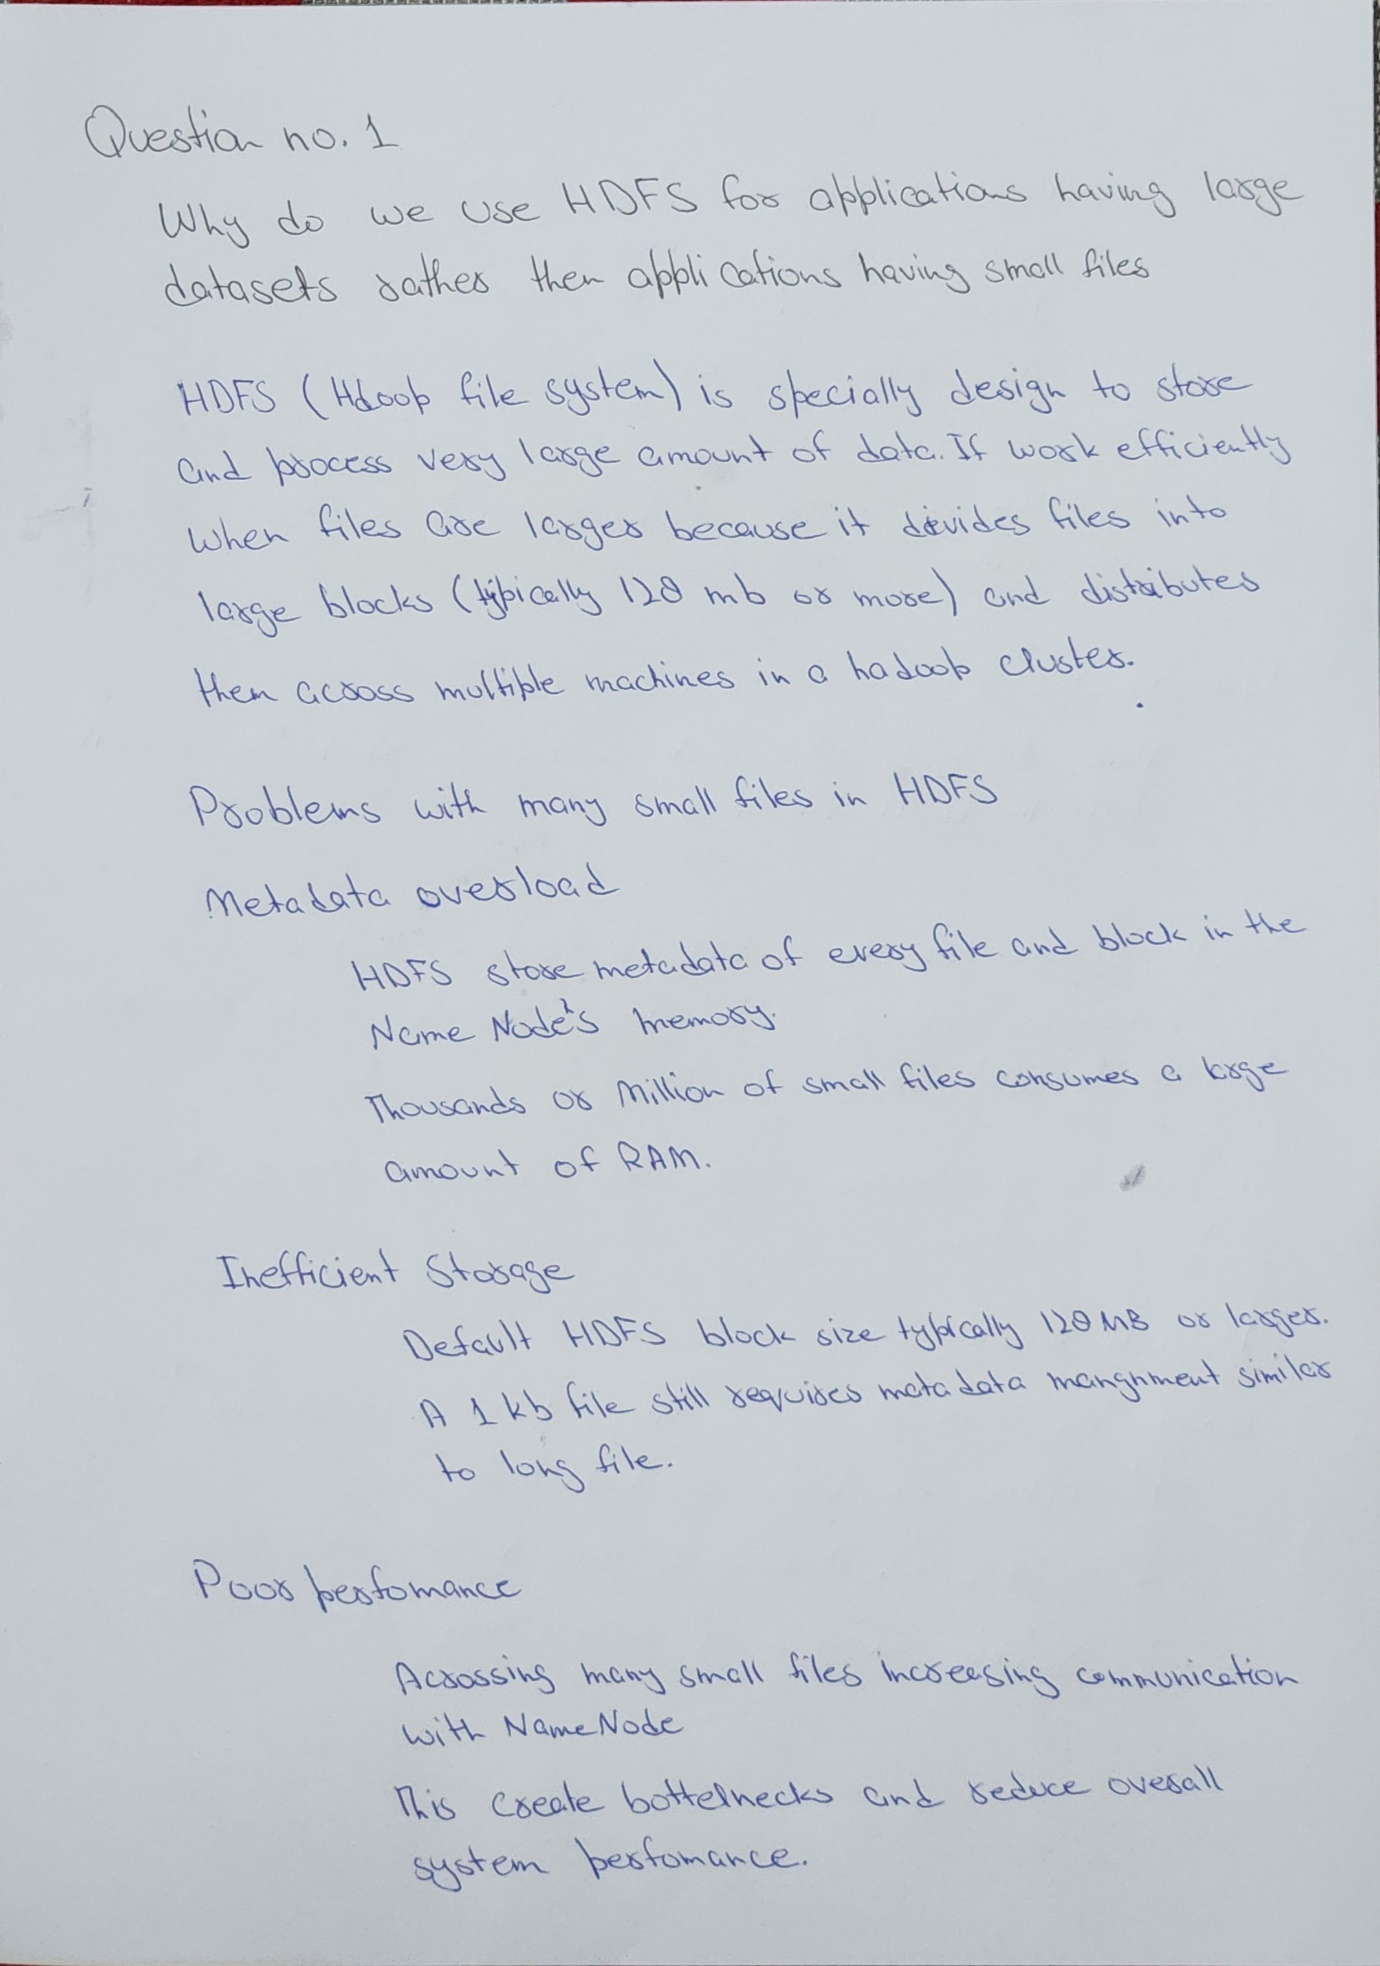 Question no. 1
Why do we use HDFS for applications having large
datasets rather then applications having small files
HDFS (Hdoop file system) is specially design to store
and process very large amount of data. It work efficiently
when files are larger because it divides files into
large blocks (typically 128 mb or more) and distributes
then across multiple machines in a hadoop cluster.
Problems with many small files in HDFS
Metadata overload
HDFS store metadata of every file and block in the
Name Node's memory.
Thousands or Million of small files consumes a large
amount of RAM.
Inefficient Storage
Default HDFS block size typically 128 MB or larger.
A 1 kb file still requires metadata mangnment similar
to long file.
Poor perfomance
Acrossing many small files increasing communication
with NameNode
This create bottelnecks and reduce overall
system perfomance.